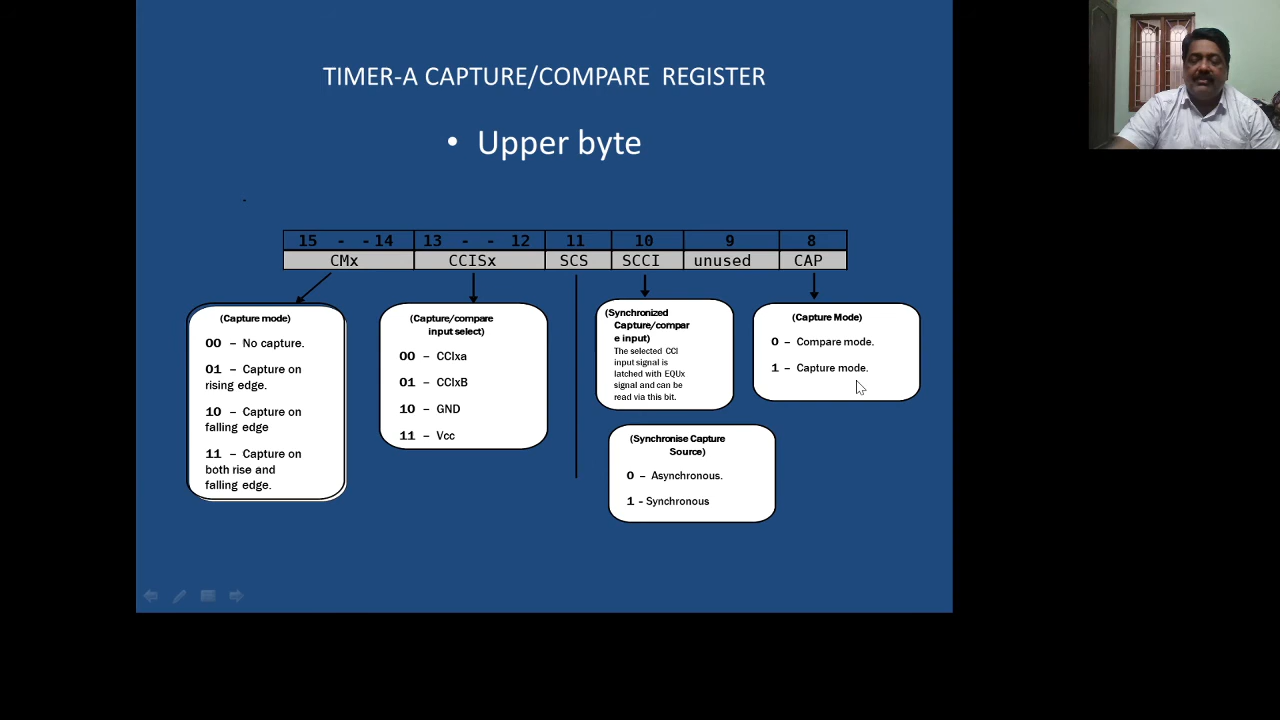 TIMER-A CAPTURE/COMPARE REGISTER
• Upper byte
15 - - 14 13 - - 12 11 10 9 8
CMx CCISx SCS SCCI unused CAP
(Capture mode)
00 – No capture.
01 – Capture on
rising edge.
10 – Capture on
falling edge
11 – Capture on
both rise and
falling edge.
(Capture/compare
input select)
00 – CCIxa
01 – CCIxB
10 – GND
11 – Vcc
(Synchronized
Capture/compar
e input)
The selected CCI
input signal is
latched with EQUx
signal and can be
read via this bit.
(Capture Mode)
0 – Compare mode.
1 – Capture mode.
(Synchronise Capture
Source)
0 – Asynchronous.
1 - Synchronous